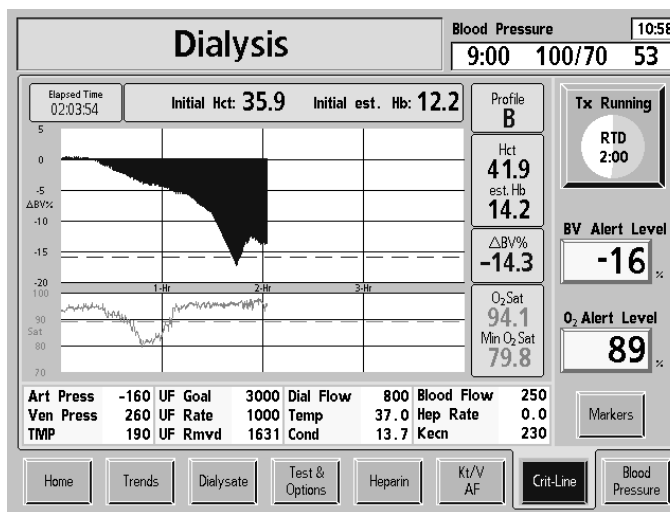 Dialysis
Blood Pressure 10:58
9:00 100/70 53
Elapsed Time
02:03:54
Initial Hct: 35.9 Initial est. Hb: 12.2
Profile
B
Tx Running
RTD
2:00
Hct
41.9
est. Hb
14.2
△BV%
-14.3
BV Alert Level
-16 %
O2Sat
94.1
Min O2 Sat
79.8
O2 Alert Level
89 %
Markers
5
0
-5
△BV%
-10
-15
-20
1-Hr 2-Hr 3-Hr
100
90
Sat
80
70
Art Press -160 UF Goal 3000 Dial Flow 800 Blood Flow 250
Ven Press 260 UF Rate 1000 Temp 37.0 Hep Rate 0.0
TMP 190 UF Rmvd 1631 Cond 13.7 Kecn 230
Home
Trends
Dialysate
Test &
Options
Heparin
Kt/V
AF
Crit-Line
Blood
Pressure